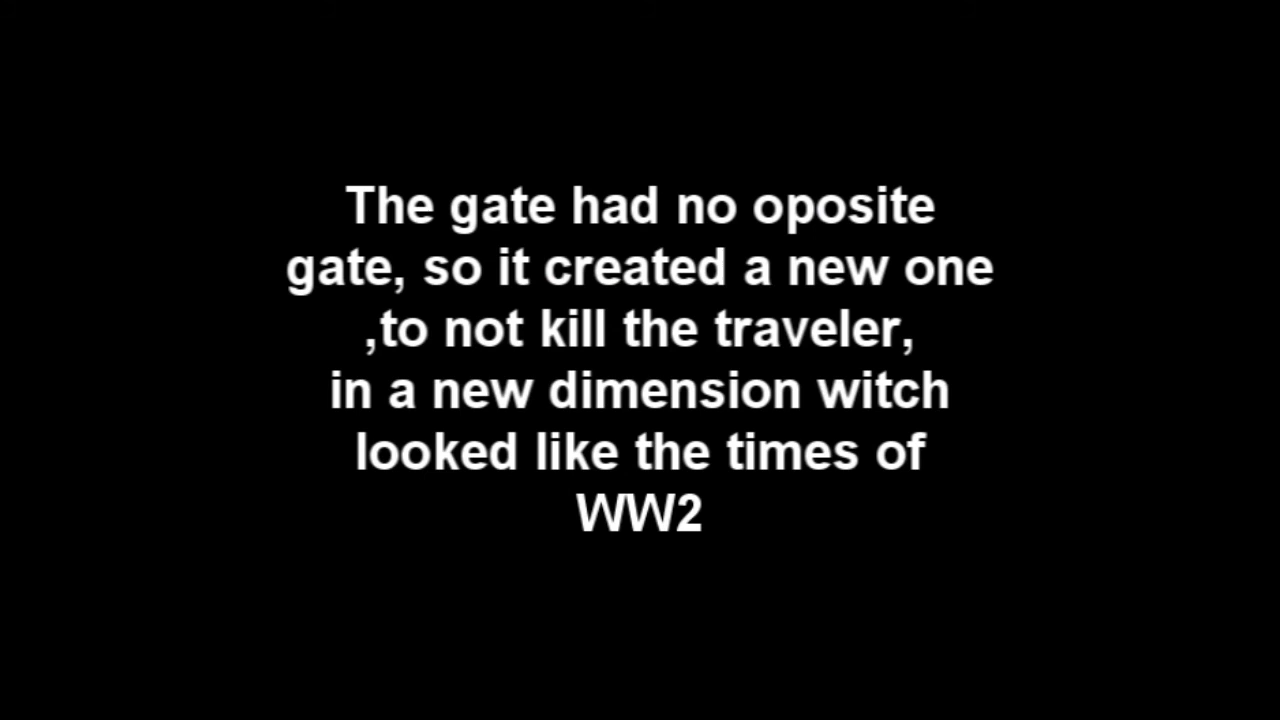 The gate had no oposite
gate, so it created a new one
,to not kill the traveler,
in a new dimension witch
looked like the times of
WW2